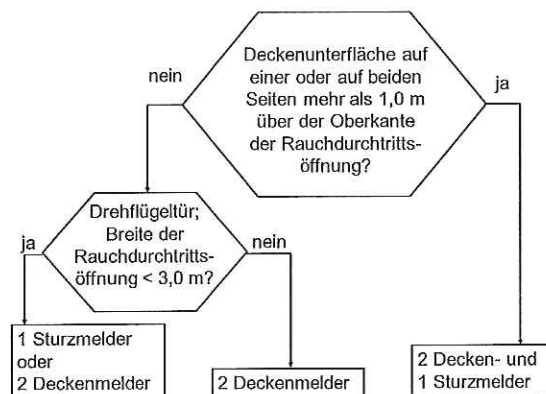 Deckenunterfläche auf
einer oder auf beiden
Seiten mehr als 1,0 m
über der Oberkante
der Rauchdurchtritts-
öffnung?
nein
ja
Drehflügeltür;
Breite der
Rauchdurchtritts-
öffnung < 3,0 m?
ja
nein
1 Sturzmelder
oder
2 Deckenmelder
2 Deckenmelder
2 Decken- und
1 Sturzmelder